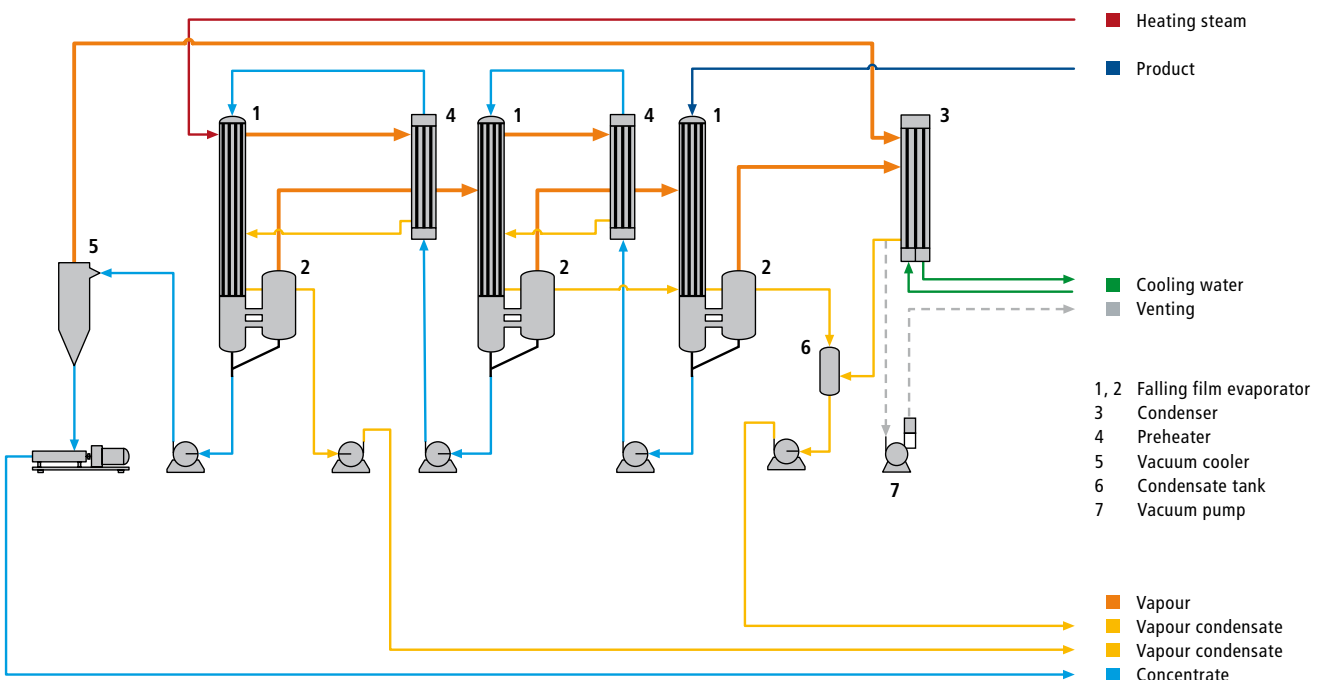 Heating steam
Product
1
4
1
4
1
3
5
2
2
2
Cooling water
Venting
6
1, 2 Falling film evaporator
3 Condenser
4 Preheater
5 Vacuum cooler
6 Condensate tank
7 Vacuum pump
7
Vapour
Vapour condensate
Vapour condensate
Concentrate